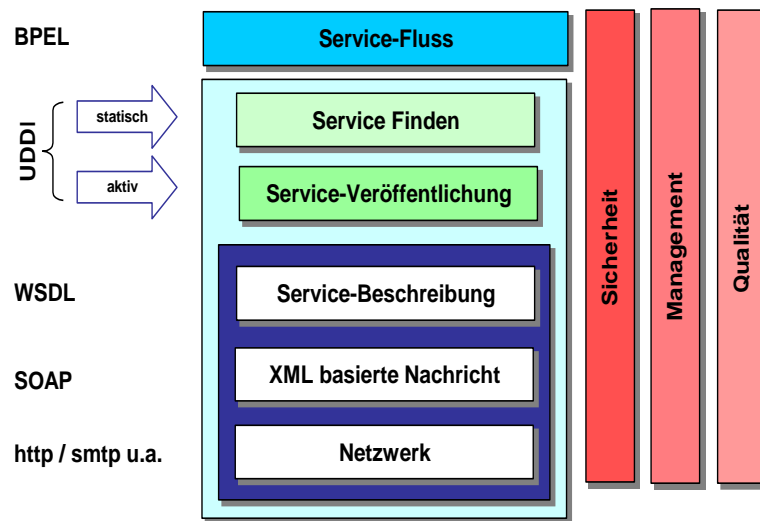 BPEL
Service-Fluss
UDDI
statisch
Service Finden
aktiv
Service-Veröffentlichung
WSDL
Service-Beschreibung
SOAP
XML basierte Nachricht
http / smtp u.a.
Netzwerk
Sicherheit
Management
Qualität